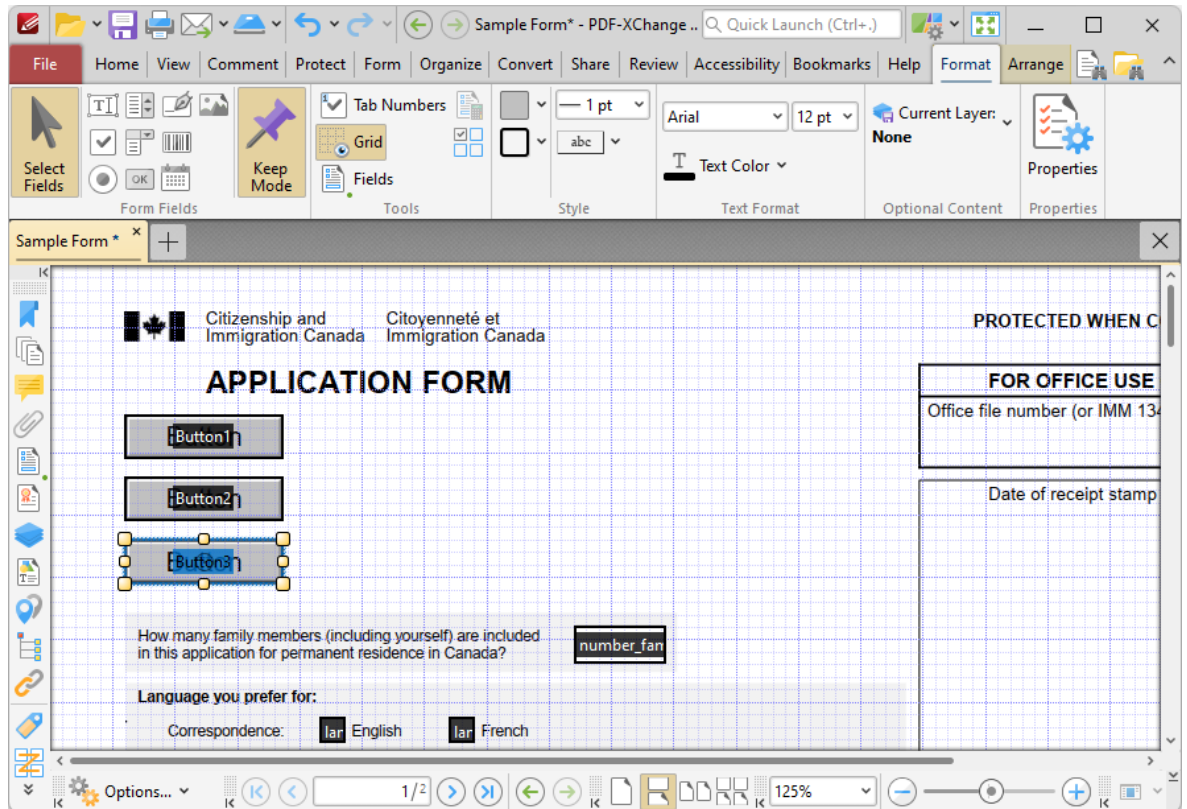 Sample Form* - PDF-XChange .. Quick Launch (Ctrl+.)
File Home View Comment Protect Form Organize Convert Share Review Accessibility Bookmarks Help Format Arrange
Tab Numbers 1 pt
Arial 12 pt Current Layer:
Grid abc None
Select Fields Keep Mode OK Fields Text Color Properties
Form Fields Tools Style Text Format Optional Content Properties
Sample Form *
Citizenship and Citoyenneté et
Immigration Canada Immigration Canada
PROTECTED WHEN C
APPLICATION FORM
FOR OFFICE USE
Office file number (or IMM 134
Button1
Button2
Date of receipt stamp
Button3
How many family members (including yourself) are included
in this application for permanent residence in Canada?
number_fam
Language you prefer for:
Correspondence: lar English lar French
Options... 1/2 125%